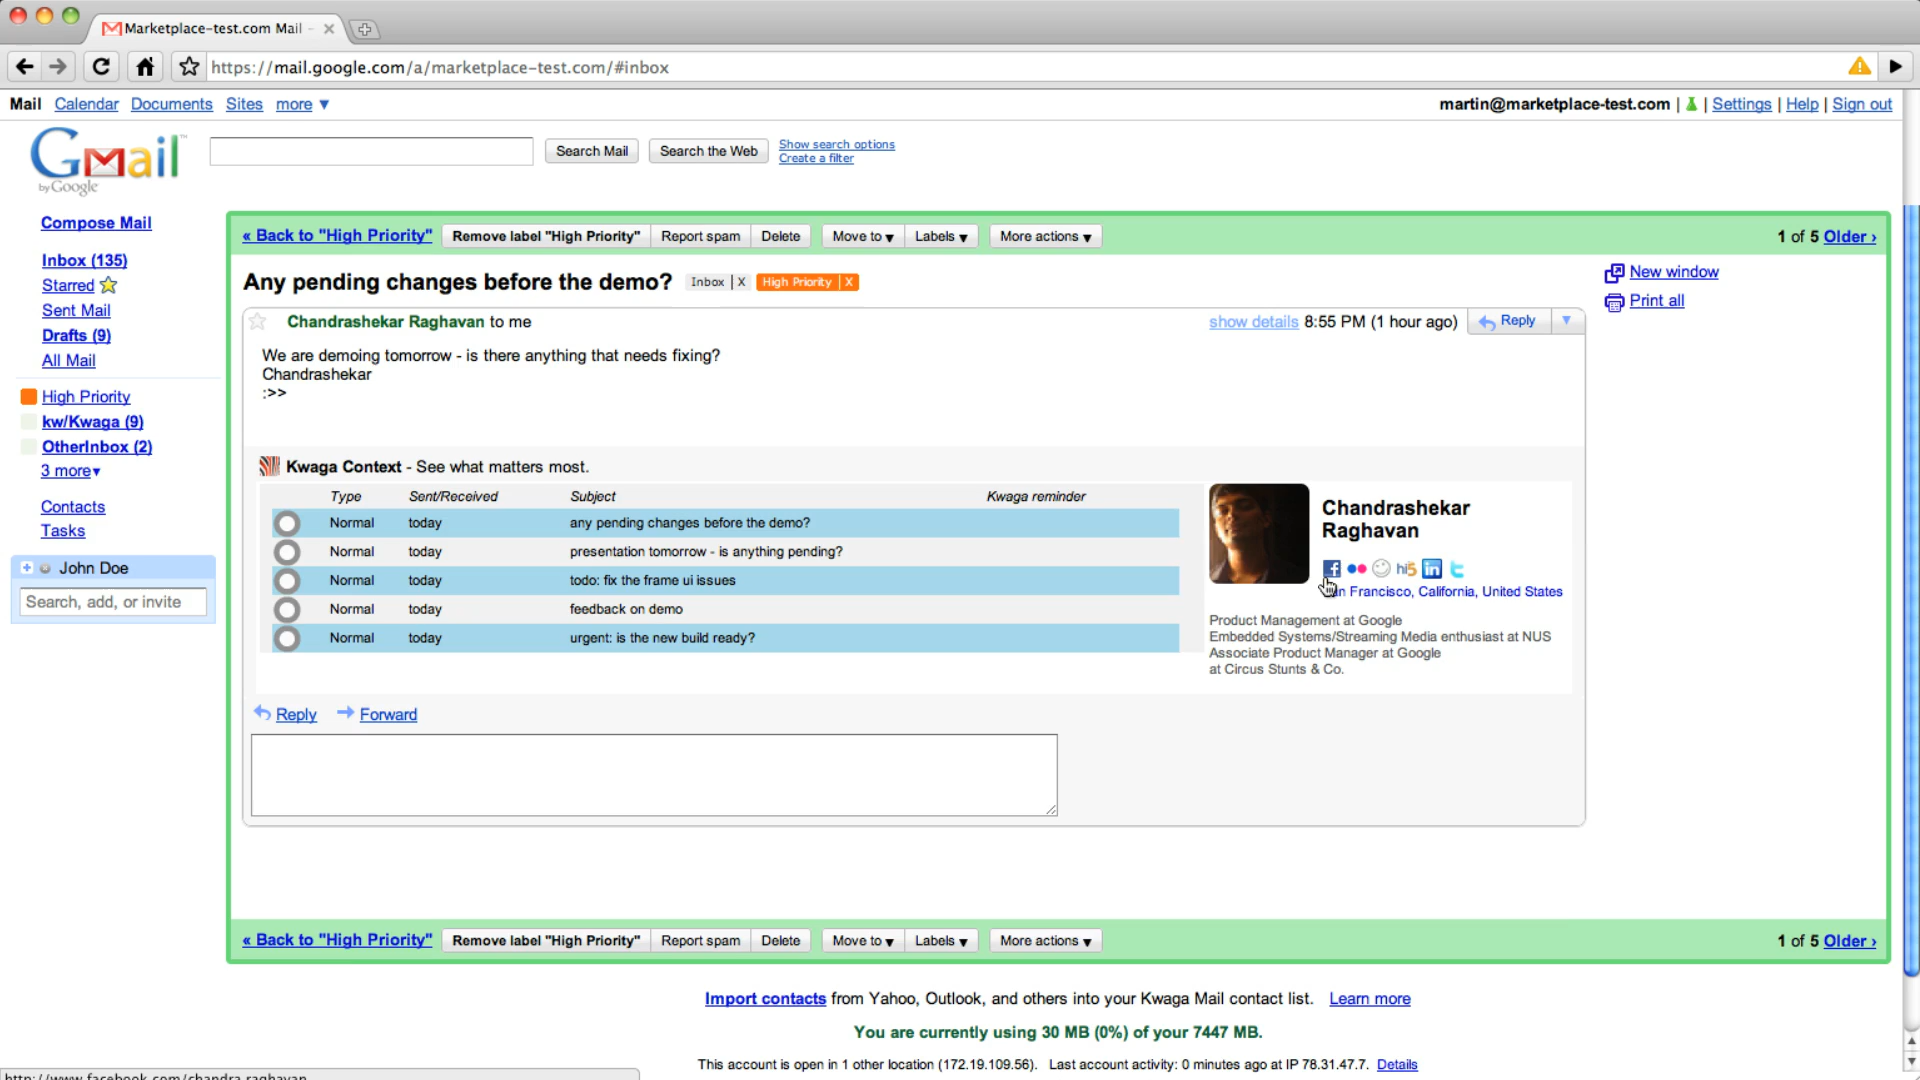 Marketplace-test.com Mail -
https://mail.google.com/a/marketplace-test.com/#inbox
Mail Calendar Documents Sites more ▼
martin@marketplace-test.com | | Settings | Help | Sign out
Gmail™
by Google
Search Mail
Search the Web
Show search options
Create a filter
Compose Mail
Inbox (135)
Starred
Sent Mail
Drafts (9)
All Mail
High Priority
kw/Kwaga (9)
OtherInbox (2)
3 more▼
Contacts
Tasks
John Doe
Search, add, or invite
« Back to "High Priority" Remove label "High Priority" Report spam Delete Move to ▼ Labels ▼ More actions ▼ 1 of 5 Older ›
Any pending changes before the demo? Inbox | X High Priority | X
New window
Print all
Chandrashekar Raghavan to me show details 8:55 PM (1 hour ago) Reply ▼
We are demoing tomorrow - is there anything that needs fixing?
Chandrashekar
:>>
Kwaga Context - See what matters most.
Type Sent/Received Subject Kwaga reminder
Normal today any pending changes before the demo?
Normal today presentation tomorrow - is anything pending?
Normal today todo: fix the frame ui issues
Normal today feedback on demo
Normal today urgent: is the new build ready?
Chandrashekar
Raghavan
f hi5 in t
Francisco, California, United States
Product Management at Google
Embedded Systems/Streaming Media enthusiast at NUS
Associate Product Manager at Google
at Circus Stunts & Co.
Reply Forward
« Back to "High Priority" Remove label "High Priority" Report spam Delete Move to ▼ Labels ▼ More actions ▼ 1 of 5 Older ›
Import contacts from Yahoo, Outlook, and others into your Kwaga Mail contact list. Learn more
You are currently using 30 MB (0%) of your 7447 MB.
This account is open in 1 other location (172.19.109.56). Last account activity: 0 minutes ago at IP 78.31.47.7. Details
http://www.facebook.com/chandra.raghavan